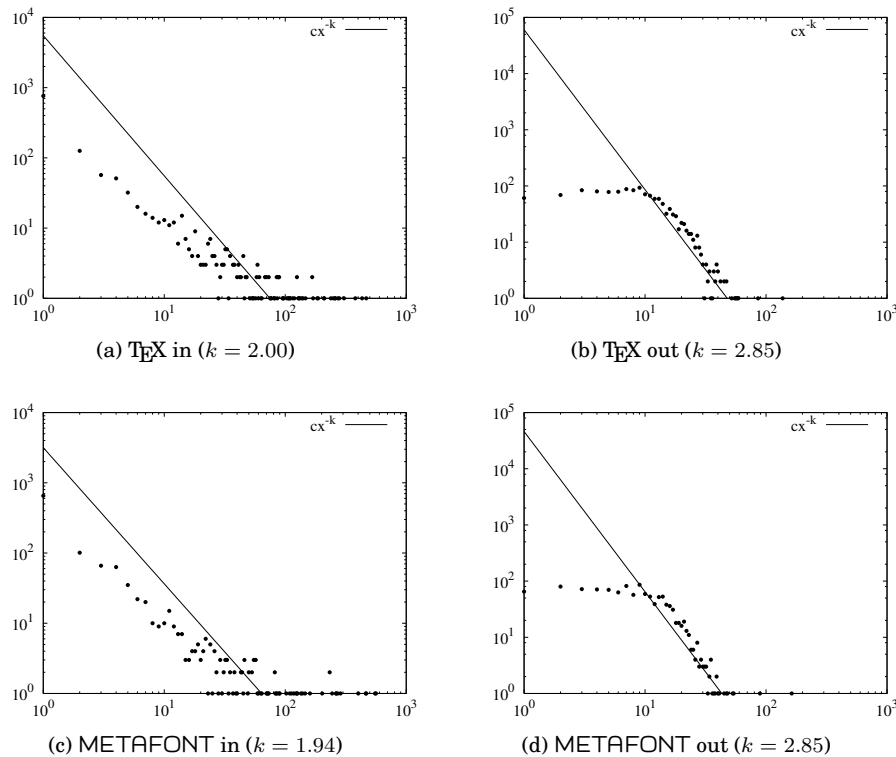 10^4
10^3
10^2
10^1
10^0
10^0 10^1 10^2 10^3
cx^-k
(a) TEX in (k = 2.00)
10^5
10^4
10^3
10^2
10^1
10^0
10^0 10^1 10^2 10^3
cx^-k
(b) TEX out (k = 2.85)
10^4
10^3
10^2
10^1
10^0
10^0 10^1 10^2 10^3
cx^-k
(c) METAFONT in (k = 1.94)
10^5
10^4
10^3
10^2
10^1
10^0
10^0 10^1 10^2 10^3
cx^-k
(d) METAFONT out (k = 2.85)